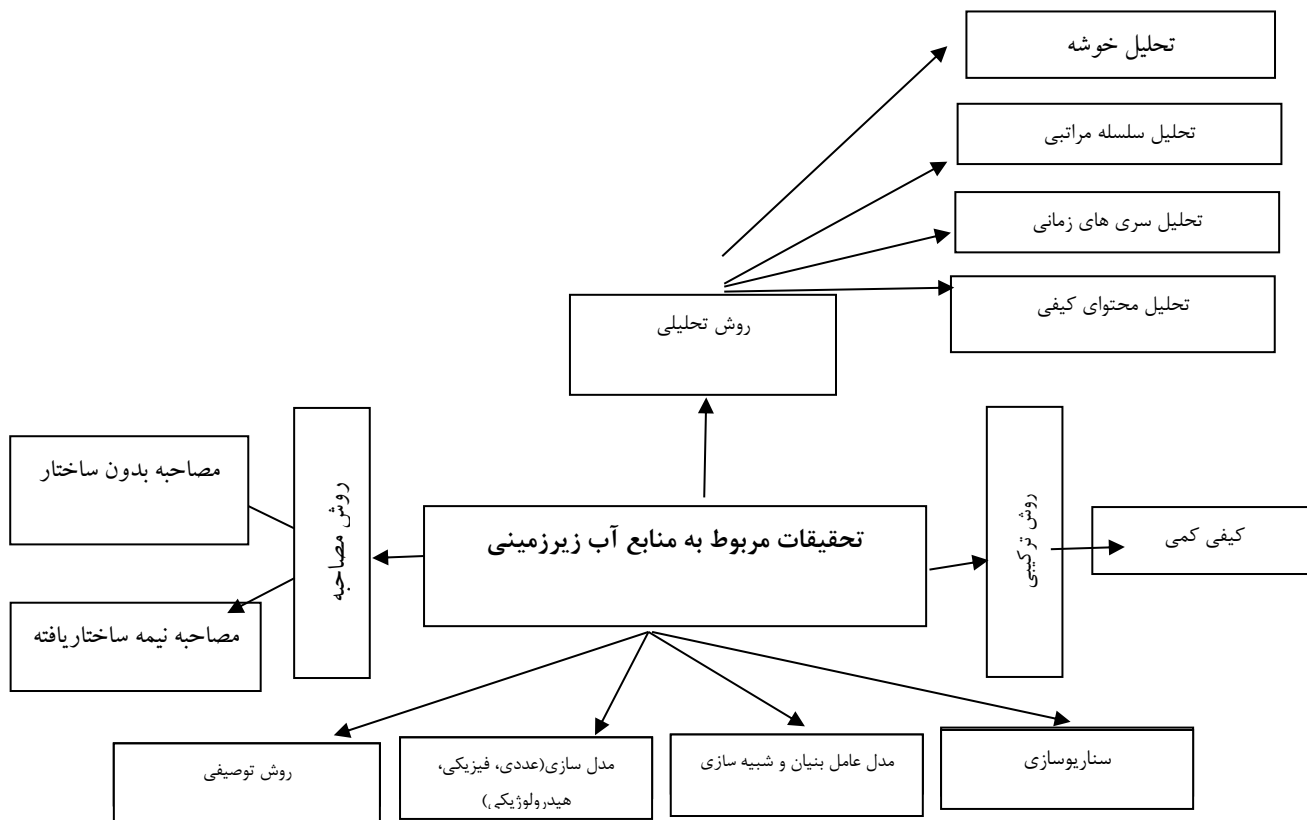 تحلیل خوشه
تحلیل سلسله مراتبی
تحلیل سری های زمانی
تحلیل محتوای کیفی
روش تحلیلی
مصاحبه بدون ساختار
روش مصاحبه
تحقیقات مربوط به منابع آب زیرزمینی
روش ترکیبی
کیفی کمی
مصاحبه نیمه ساختاریافته
سناریوسازی
مدل عامل بنیان و شبیه سازی
مدل سازی(عددی، فیزیکی،
هیدرولوژیکی)
روش توصیفی